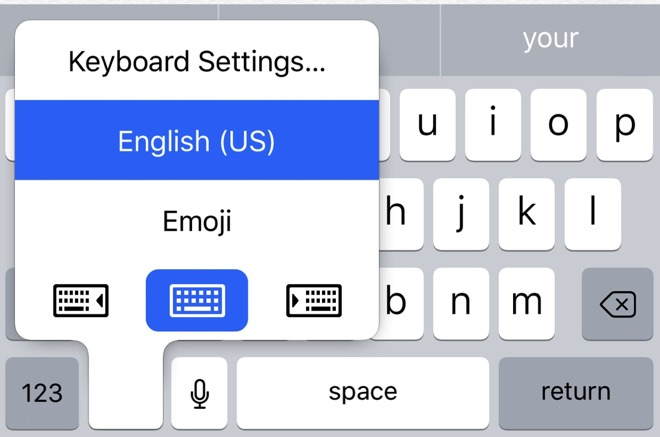 your
Keyboard Settings...
English (US)
Emoji
u i o p
h j k l
b n m
123 space return